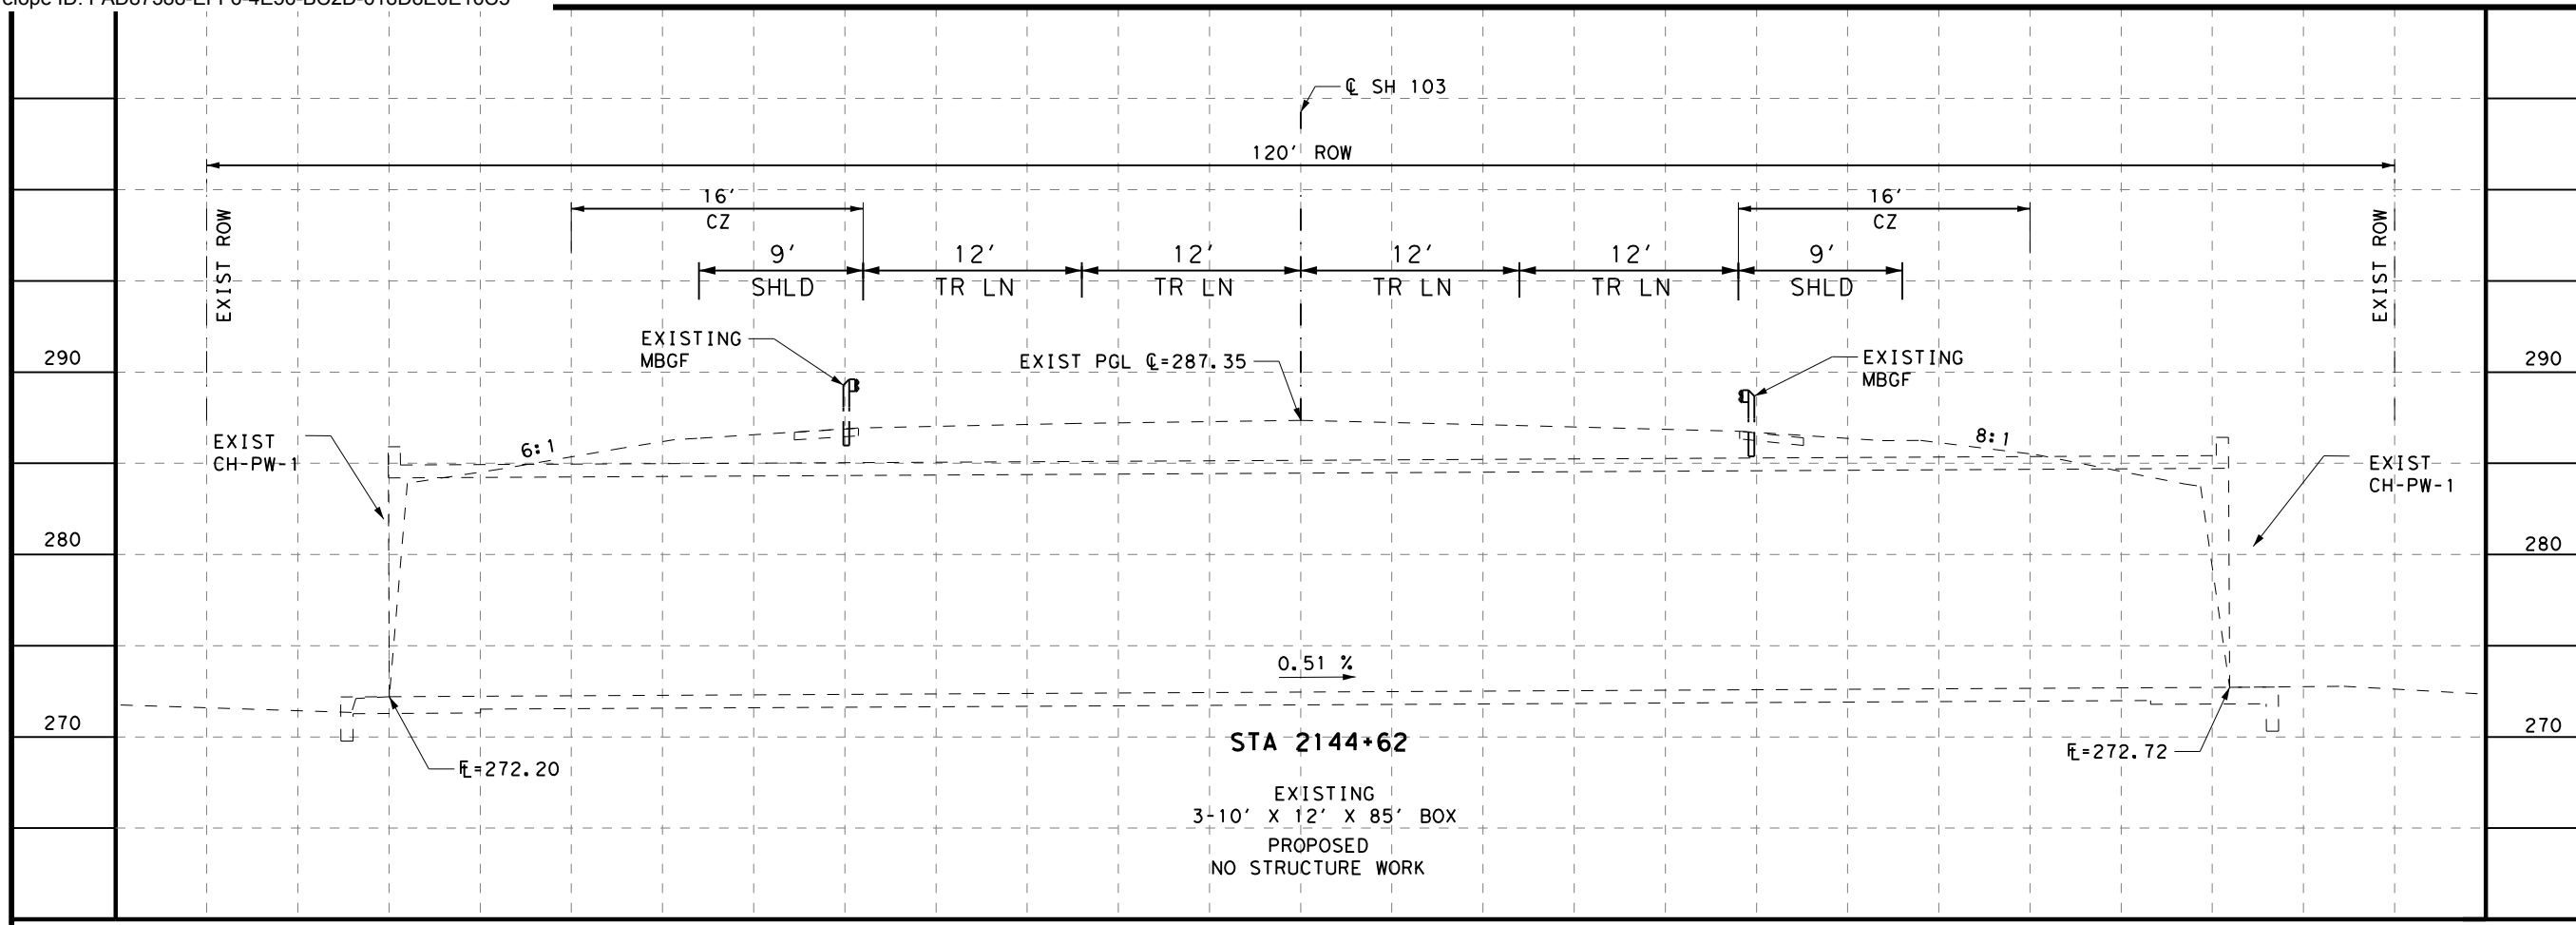 ℄ SH 103
120′ ROW
16′
CZ
16′
CZ
EXIST ROW
EXIST ROW
9′
SHLD
12′
TR LN
12′
TR LN
12′
TR LN
12′
TR LN
9′
SHLD
EXISTING
MBGF
EXIST PGL ℄=287.35
EXISTING
MBGF
290
290
EXIST
CH-PW-1
6:1
8:1
EXIST
CH-PW-1
280
280
0.51 %
270
270
STA 2144+62
FL=272.20
FL=272.72
EXISTING
3-10′ X 12′ X 85′ BOX
PROPOSED
NO STRUCTURE WORK